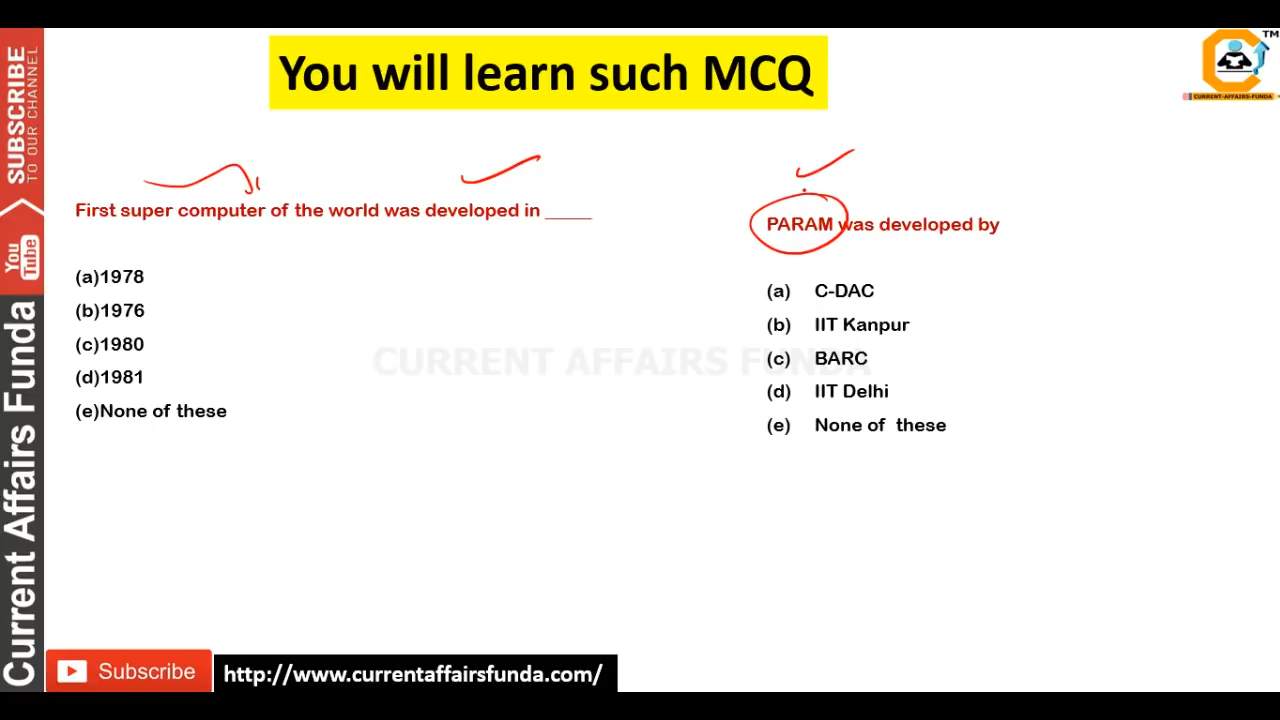 You will learn such MCQ
TM
CURRENT-AFFAIRS-FUNDA
SUBSCRIBE
TO OUR CHANNEL
You
Tube
Current Affairs Funda
First super computer of the world was developed in _____
(a)1978
(b)1976
(c)1980
(d)1981
(e)None of these
PARAM was developed by
(a) C-DAC
(b) IIT Kanpur
(c) BARC
(d) IIT Delhi
(e) None of these
CURRENT AFFAIRS FUNDA
Subscribe
http://www.currentaffairsfunda.com/